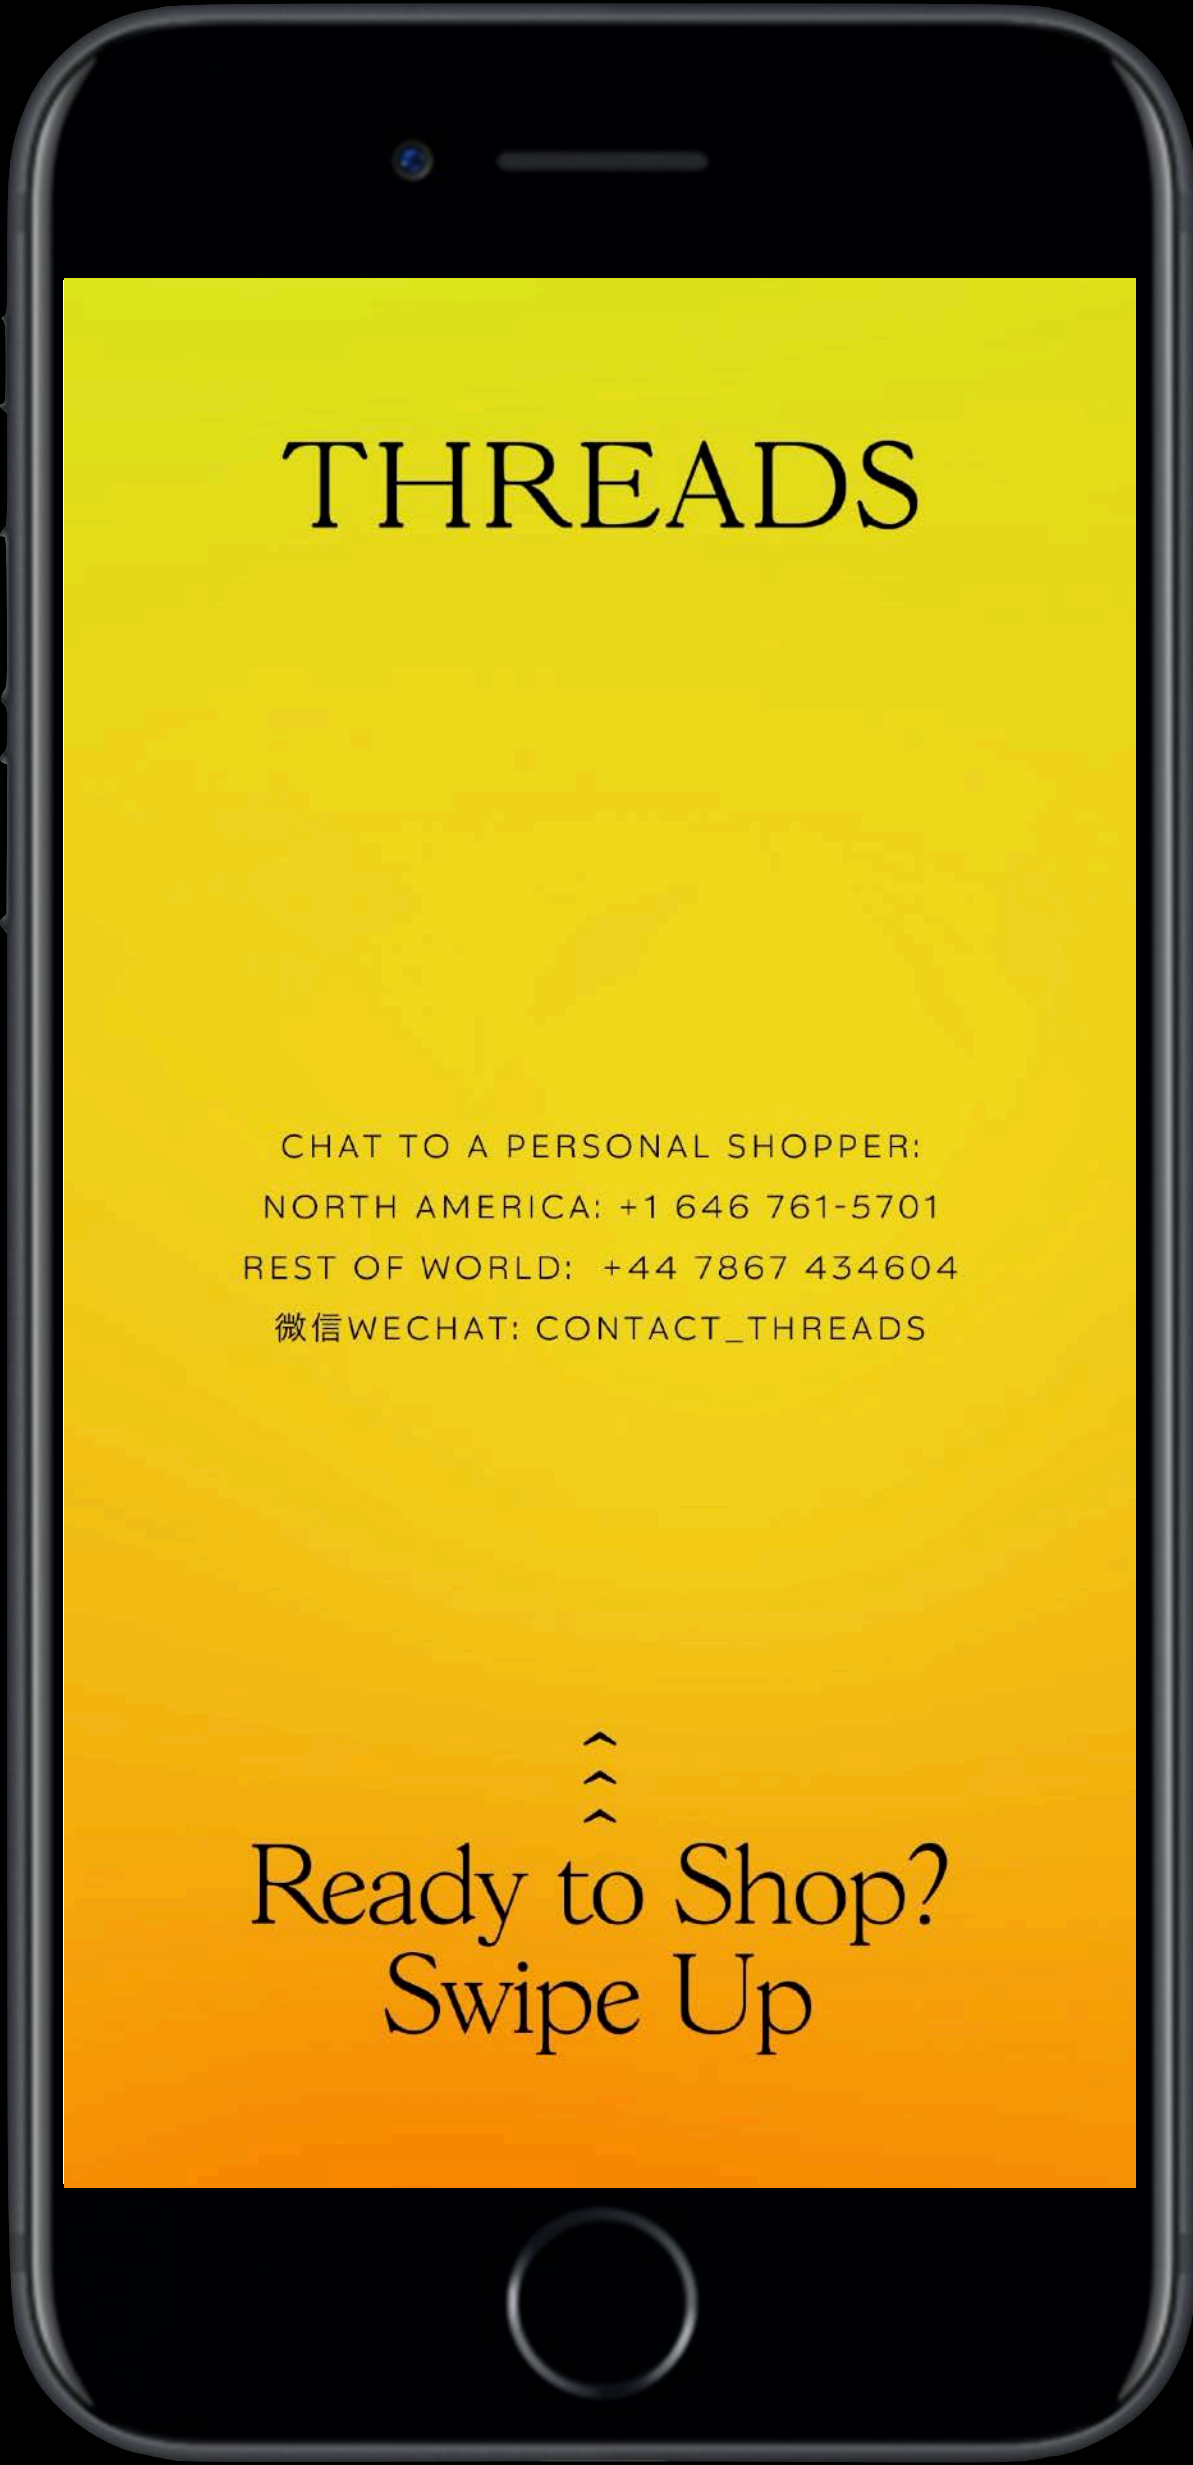 THREADS
CHAT TO A PERSONAL SHOPPER:
NORTH AMERICA: +1 646 761-5701
REST OF WORLD: +44 7867 434604
微信WECHAT: CONTACT_THREADS
Ready to Shop?
Swipe Up